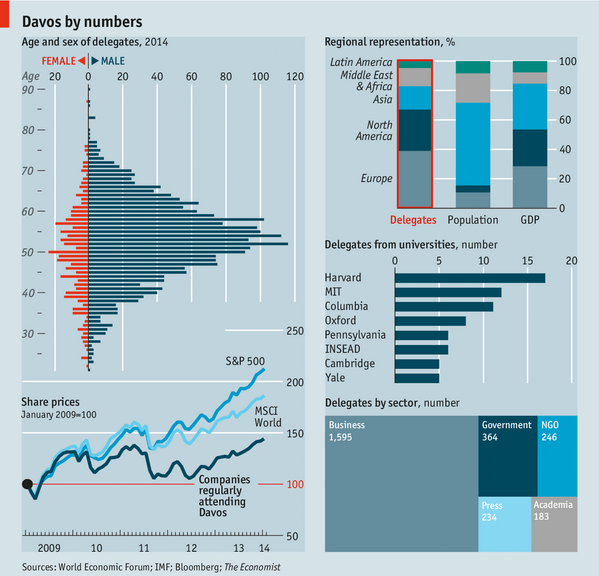 Davos by numbers
Age and sex of delegates, 2014
FEMALE MALE
Age 20 0 20 40 60 80 100 120
90
80
70
60
50
40
30
Regional representation, %
Latin America
Middle East
& Africa
Asia
North
America
Europe
100
80
60
40
20
0
Delegates Population GDP
Delegates from universities, number
0 5 10 15 20
Harvard
MIT
Columbia
Oxford
Pennsylvania
INSEAD
Cambridge
Yale
Share prices
January 2009=100
250
200
150
100
50
S&P 500
MSCI
World
Companies
regularly
attending
Davos
2009 10 11 12 13 14
Delegates by sector, number
Business
1,595
Government
364
NGO
246
Press
234
Academia
183
Sources: World Economic Forum; IMF; Bloomberg; The Economist